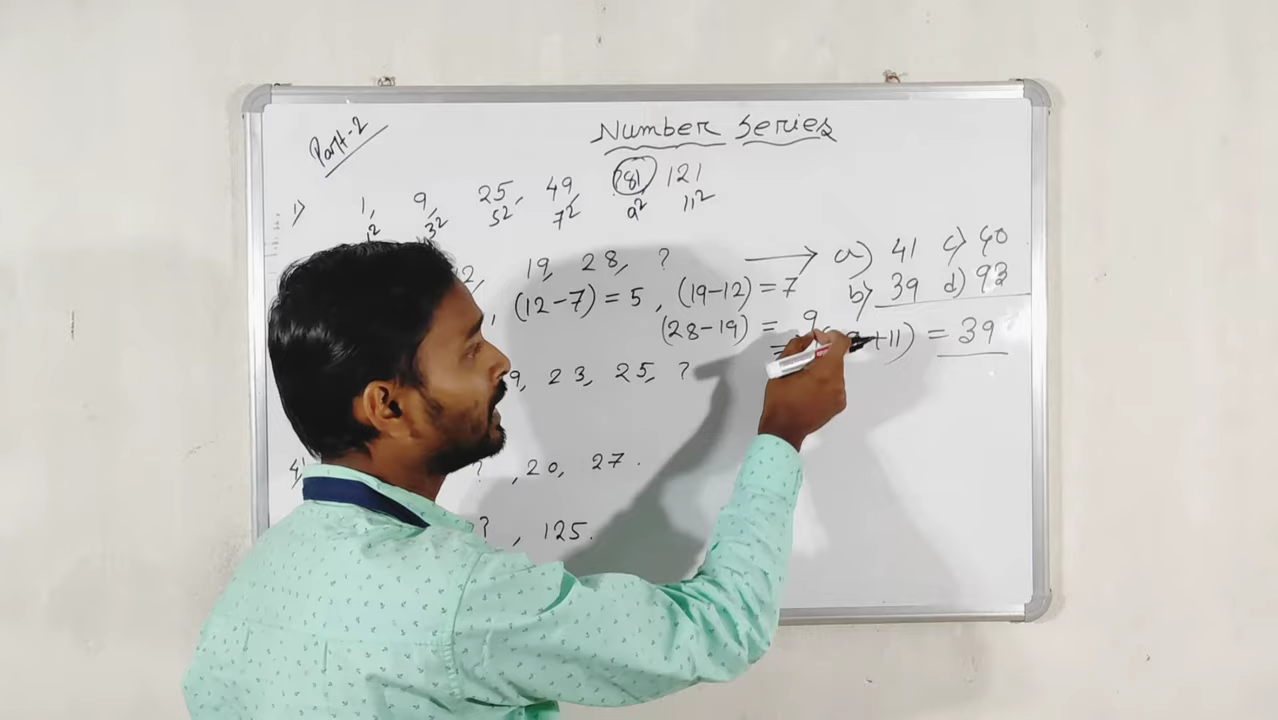 Part-2
Number Series
1) 1, 9, 25, 49, 81, 121
1² 3² 5² 7² 9² 11²
19, 28, ? → a) 41 c) 40
b) 39 d) 93
, (12-7) = 5, (19-12) = 7
(28-19) = 9
+11) = 39
9, 23, 25, ?
? , 20, 27.
? , 125.